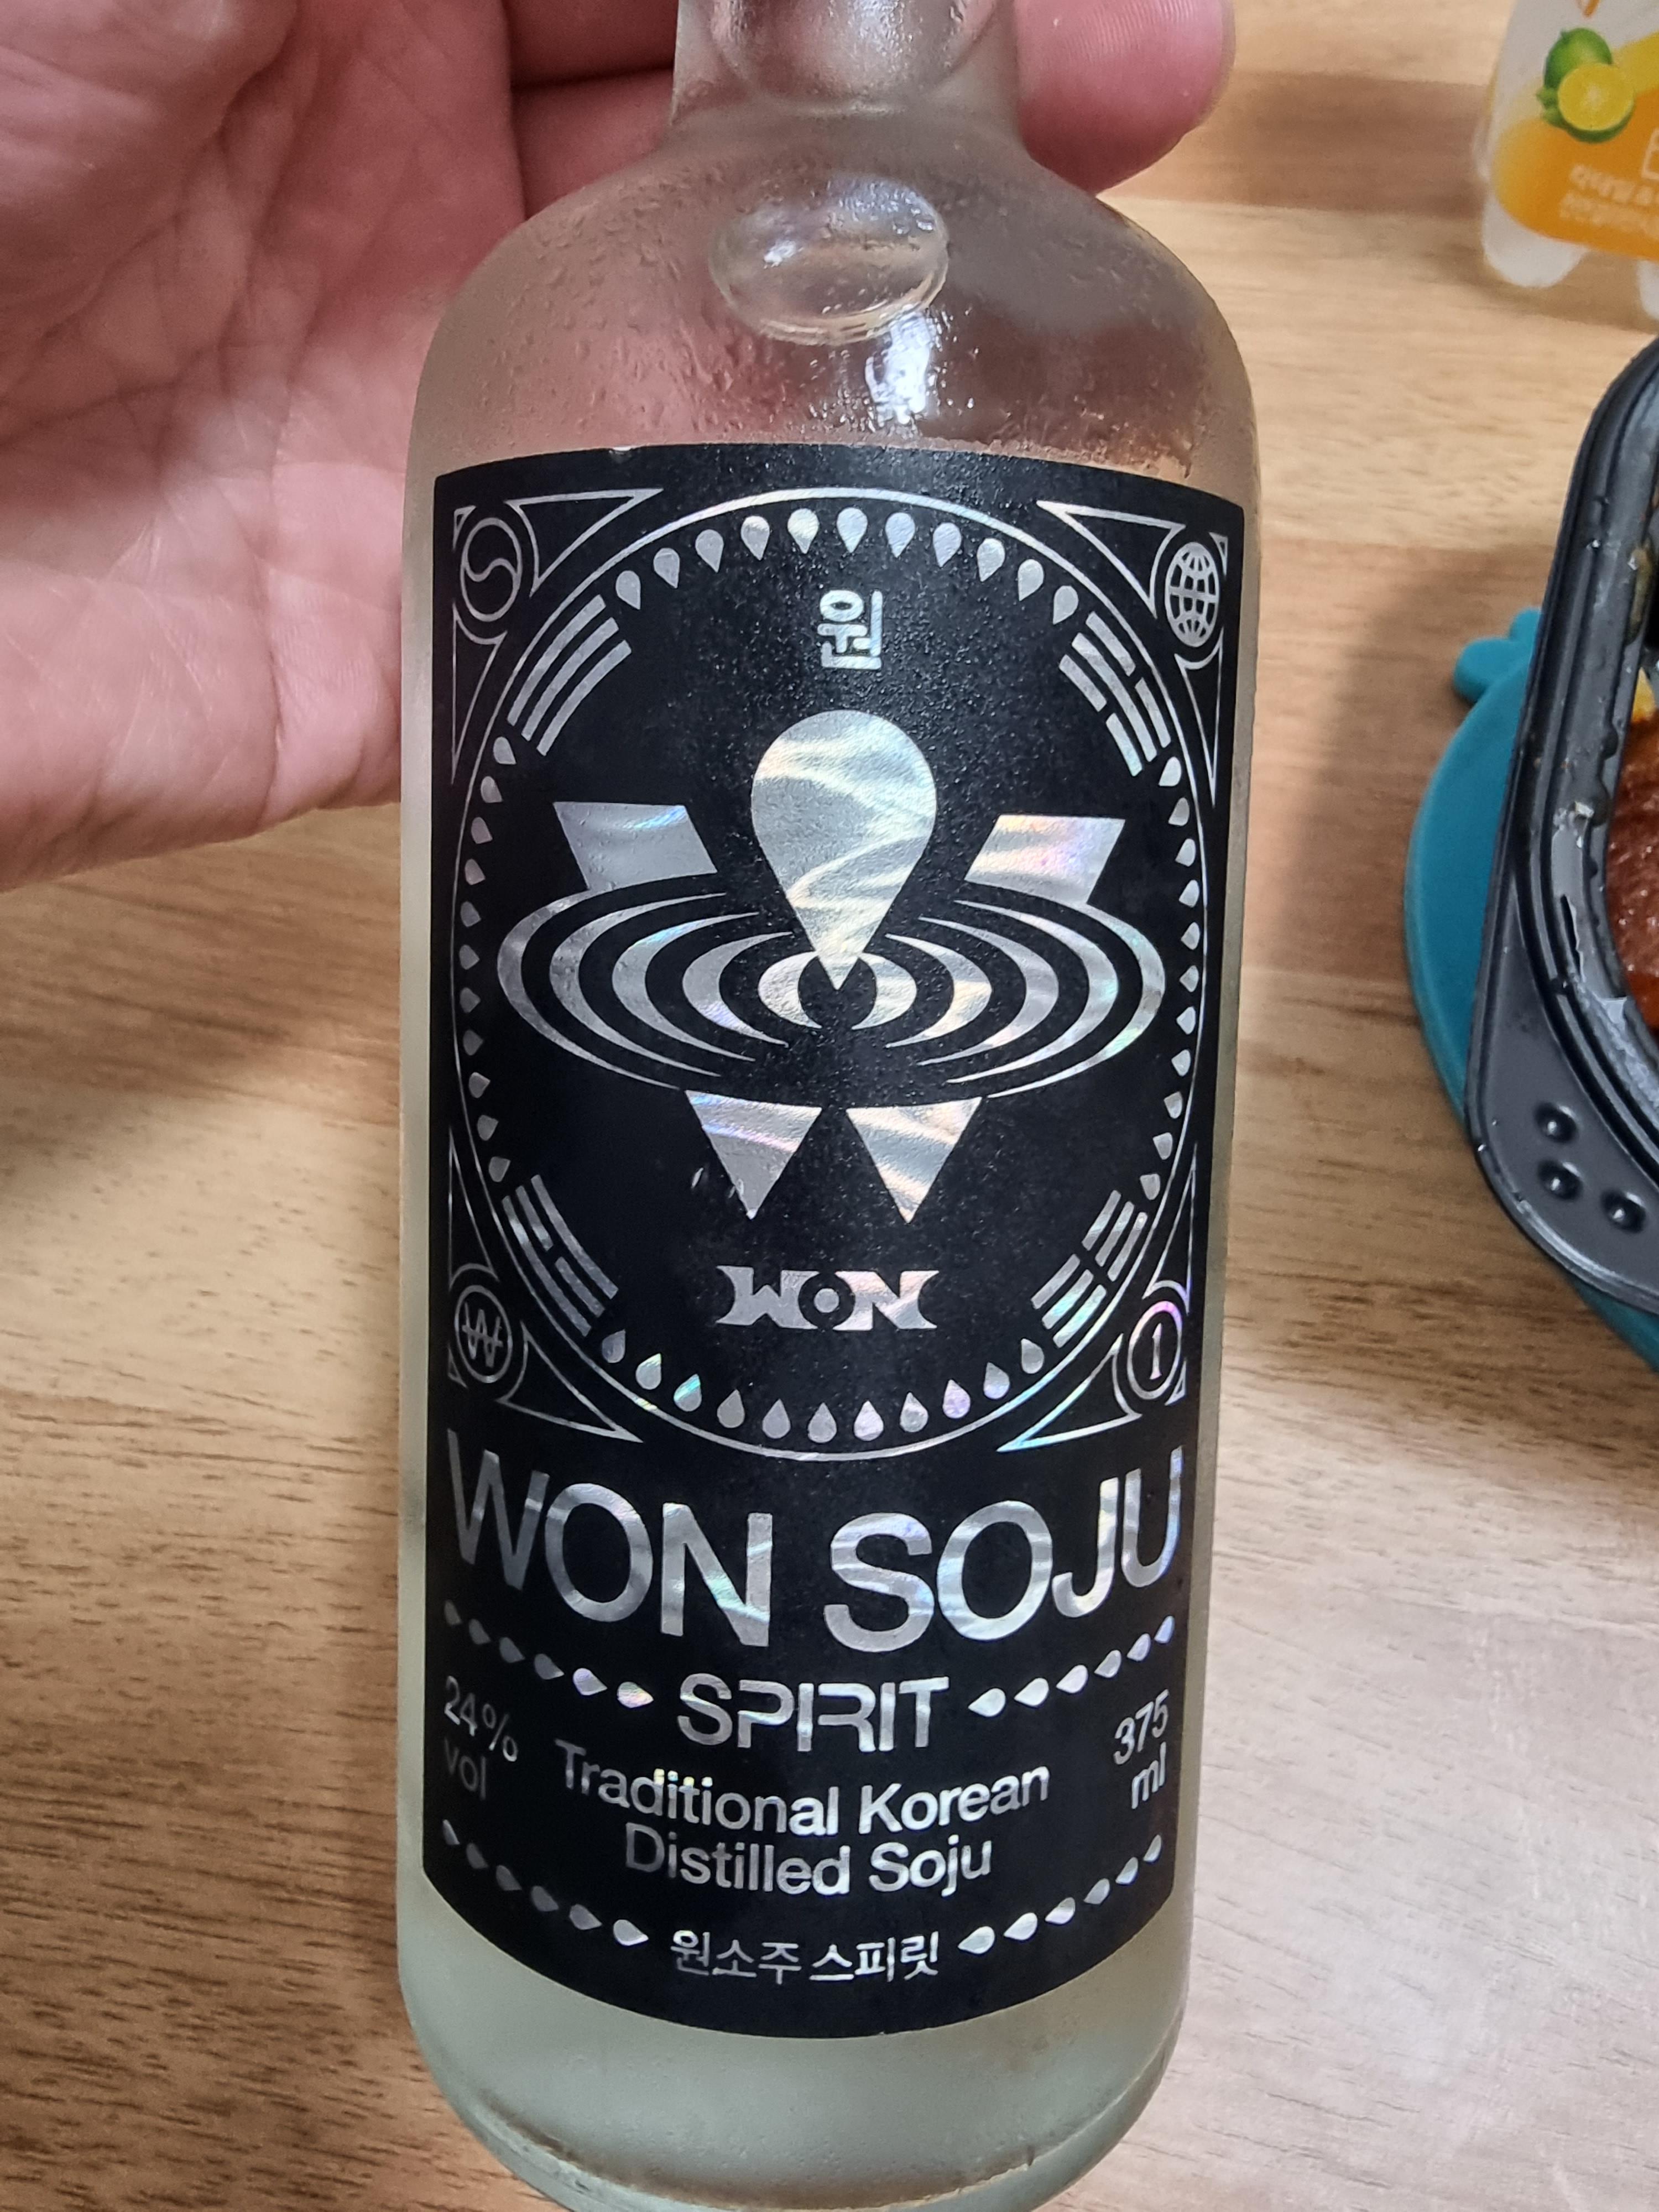 원
WON
₩
1
WON SOJU
SPIRIT
24%
vol
Traditional Korean
Distilled Soju
375
ml
원소주 스피릿